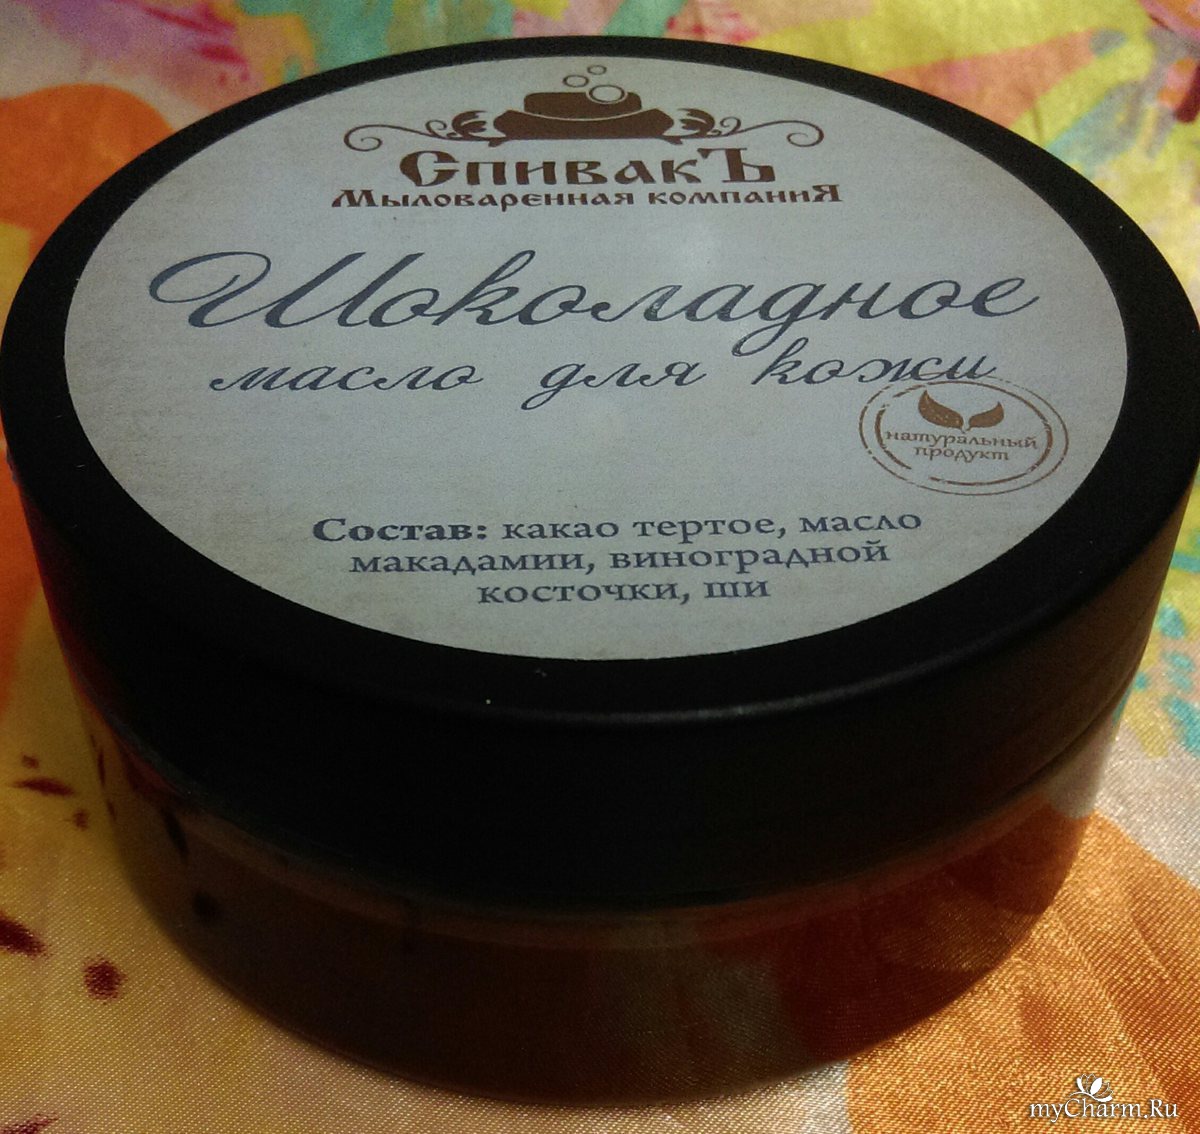 СпивакЪ
Мыловаренная компаниЯ
Шоколадное
масло для кожи
натуральный
продукт
Состав: какао тертое, масло
макадамии, виноградной
косточки, ши
myCharm.Ru